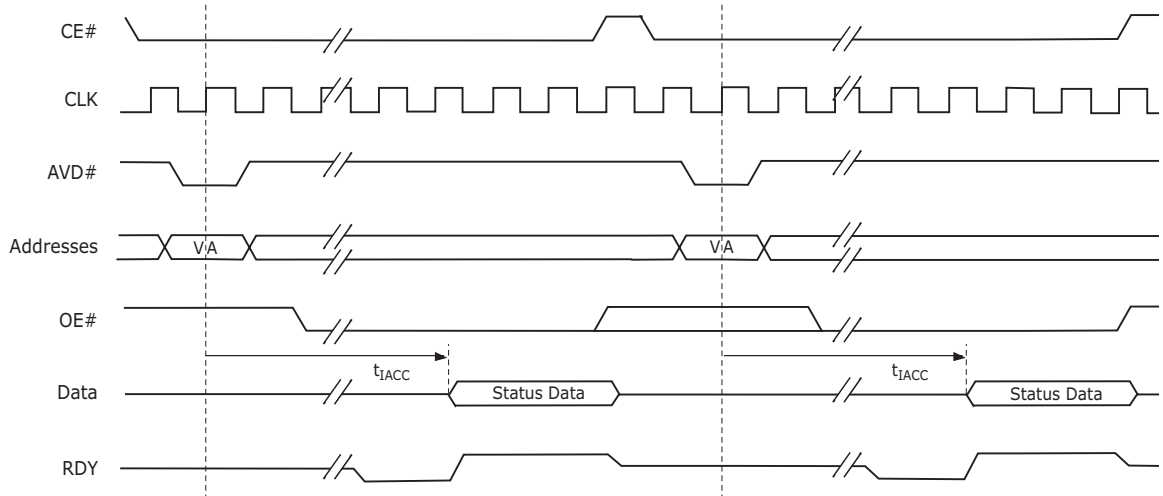 CE#
CLK
AVD#
Addresses VA VA
OE#
tIACC tIACC
Data Status Data Status Data
RDY